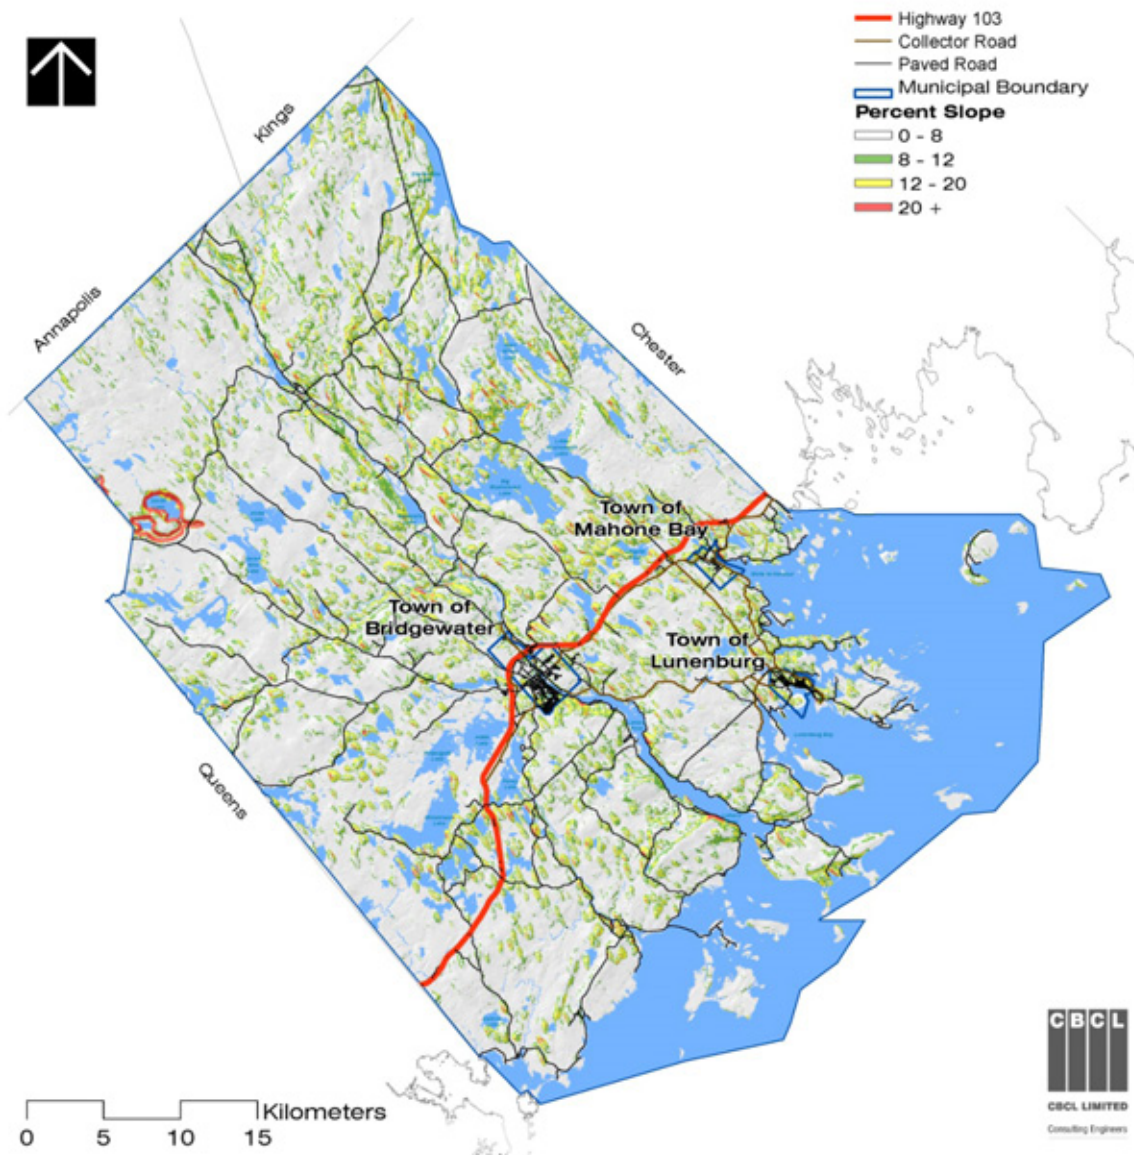 Highway 103
Collector Road
Paved Road
Municipal Boundary
Percent Slope
0 - 8
8 - 12
12 - 20
20 +
Kings
Annapolis
Chester
Town of
Mahone Bay
Town of
Bridgewater
Town of
Lunenburg
Queens
Lunenburg Bay
Kilometers
0 5 10 15
CBCL
CBCL LIMITED
Consulting Engineers